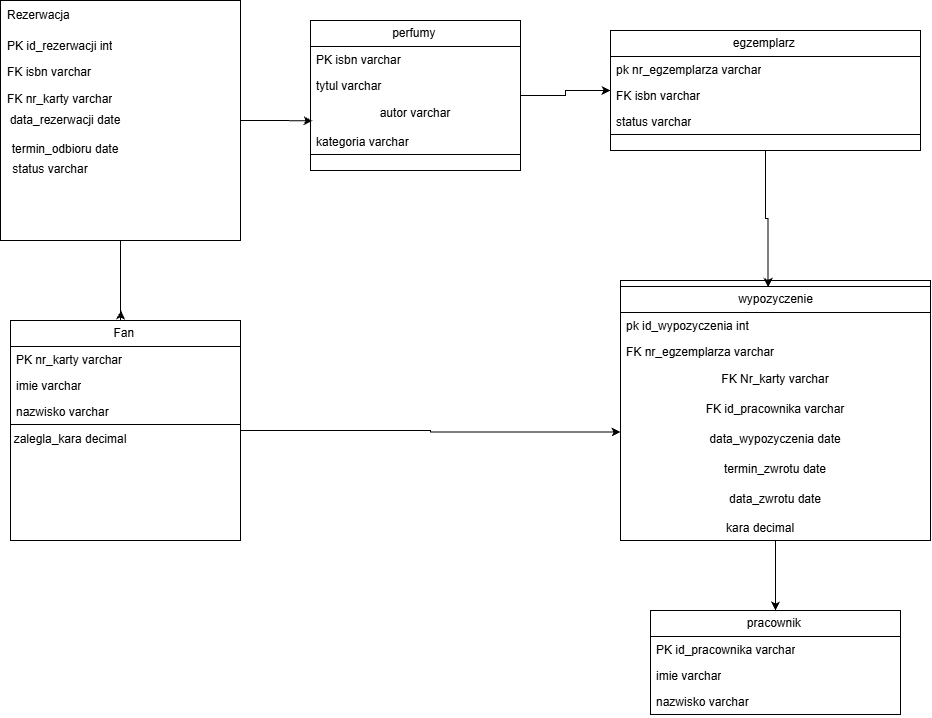 Rezerwacja
PK id_rezerwacji int
FK isbn varchar
FK nr_karty varchar
data_rezerwacji date
termin_odbioru date
status varchar
perfumy
PK isbn varchar
tytul varchar
autor varchar
kategoria varchar
egzemplarz
pk nr_egzemplarza varchar
FK isbn varchar
status varchar
Fan
PK nr_karty varchar
imie varchar
nazwisko varchar
zalegla_kara decimal
wypozyczenie
pk id_wypozyczenia int
FK nr_egzemplarza varchar
FK Nr_karty varchar
FK id_pracownika varchar
data_wypozyczenia date
termin_zwrotu date
data_zwrotu date
kara decimal
pracownik
PK id_pracownika varchar
imie varchar
nazwisko varchar